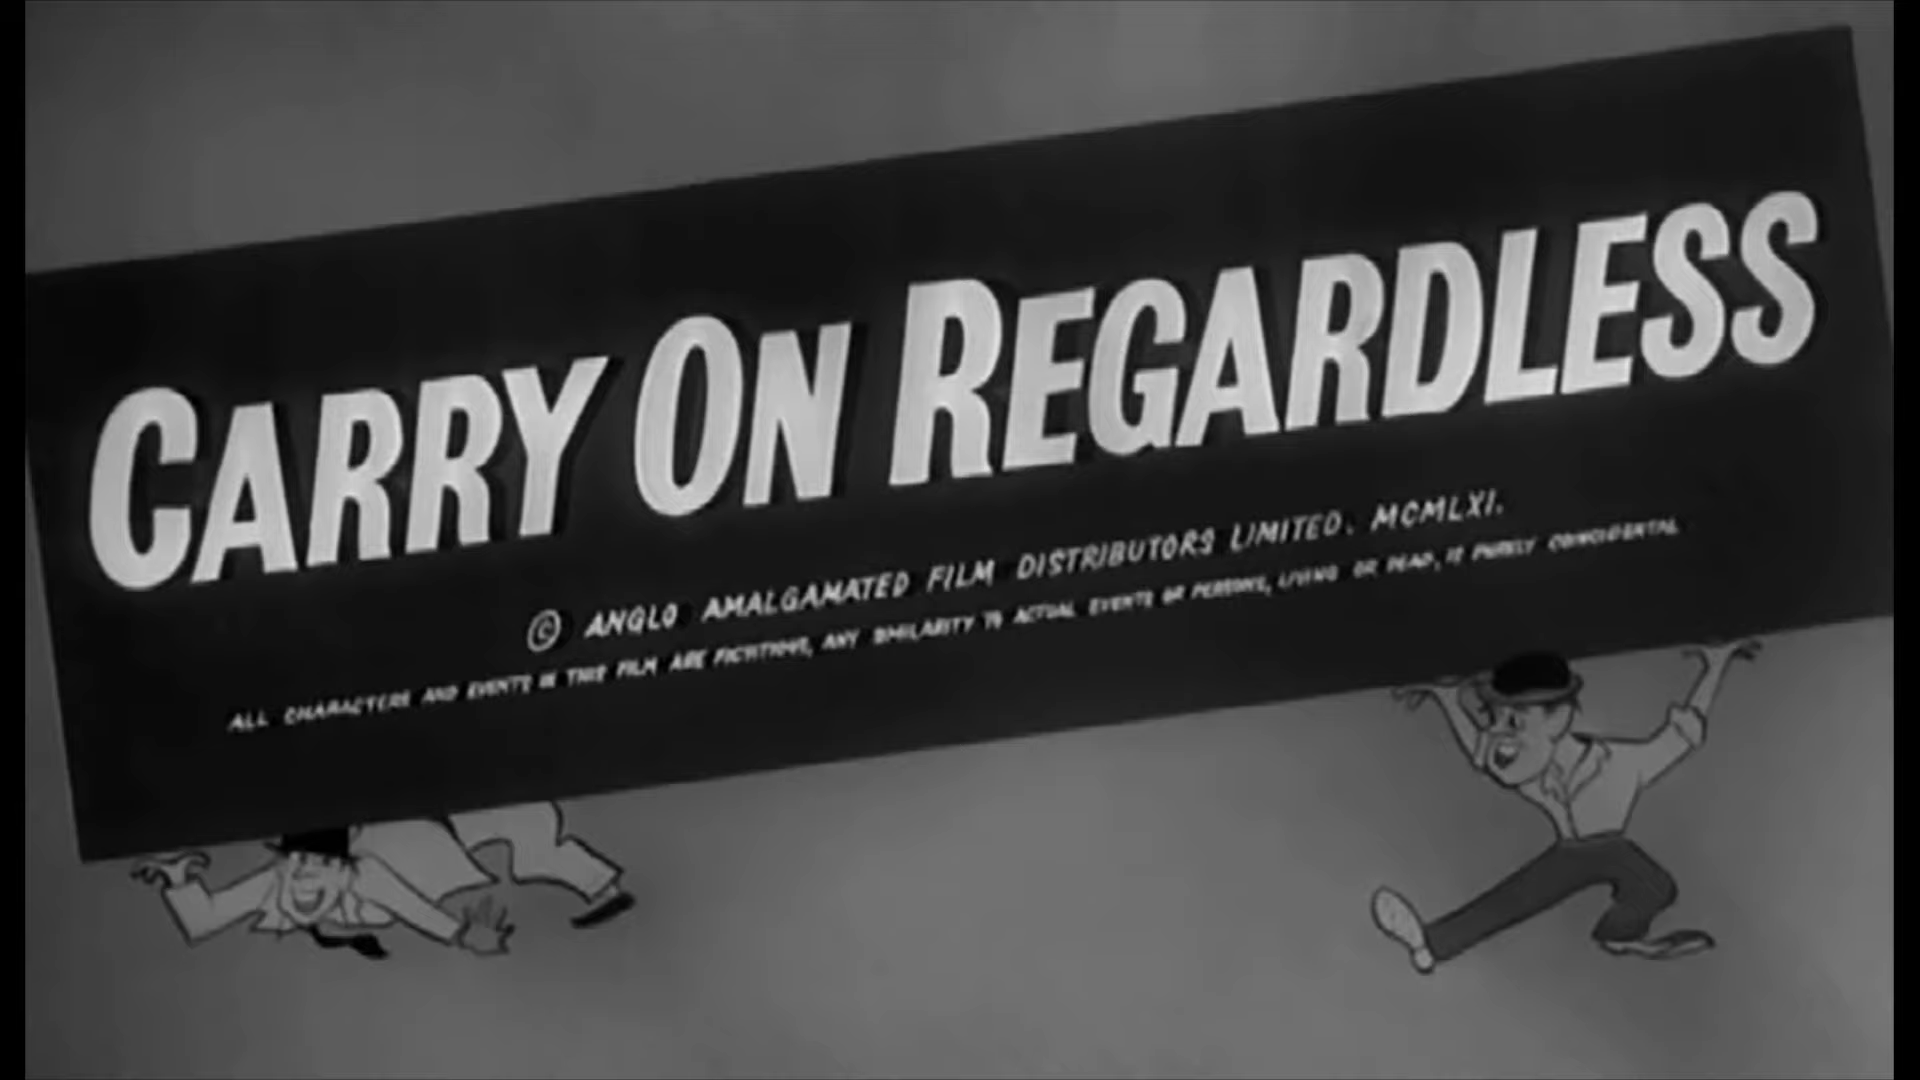 CARRY ON REGARDLESS
© ANGLO AMALGAMATED FILM DISTRIBUTORS LIMITED. MCMLXI.
ALL CHARACTERS AND EVENTS IN THIS FILM ARE FICTITIOUS, ANY SIMILARITY TO ACTUAL EVENTS OR PERSONS, LIVING OR DEAD, IS PURELY COINCIDENTAL